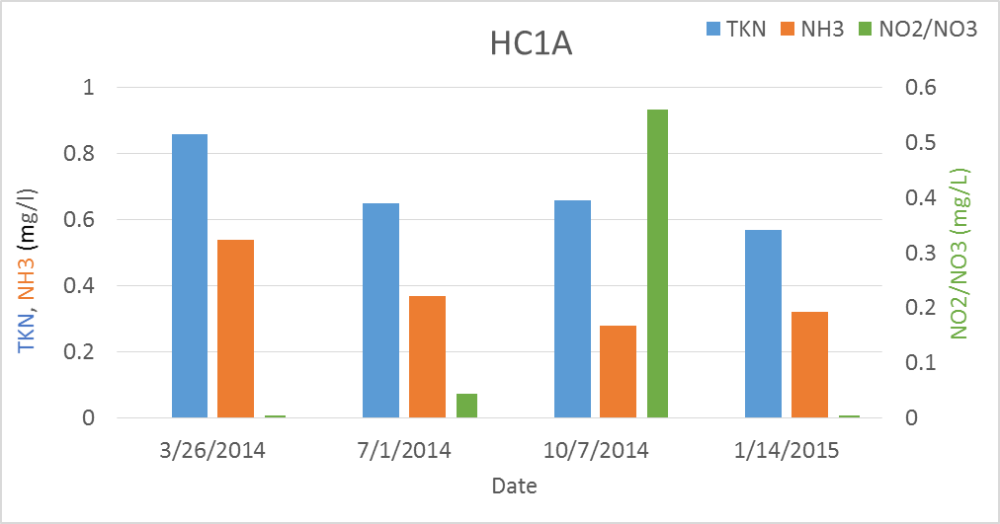 TKN NH3 NO2/NO3
HC1A
1
0.8
0.6
0.4
0.2
0
TKN, NH3 (mg/l)
0.6
0.5
0.4
0.3
0.2
0.1
0
NO2/NO3 (mg/L)
3/26/2014 7/1/2014 10/7/2014 1/14/2015
Date